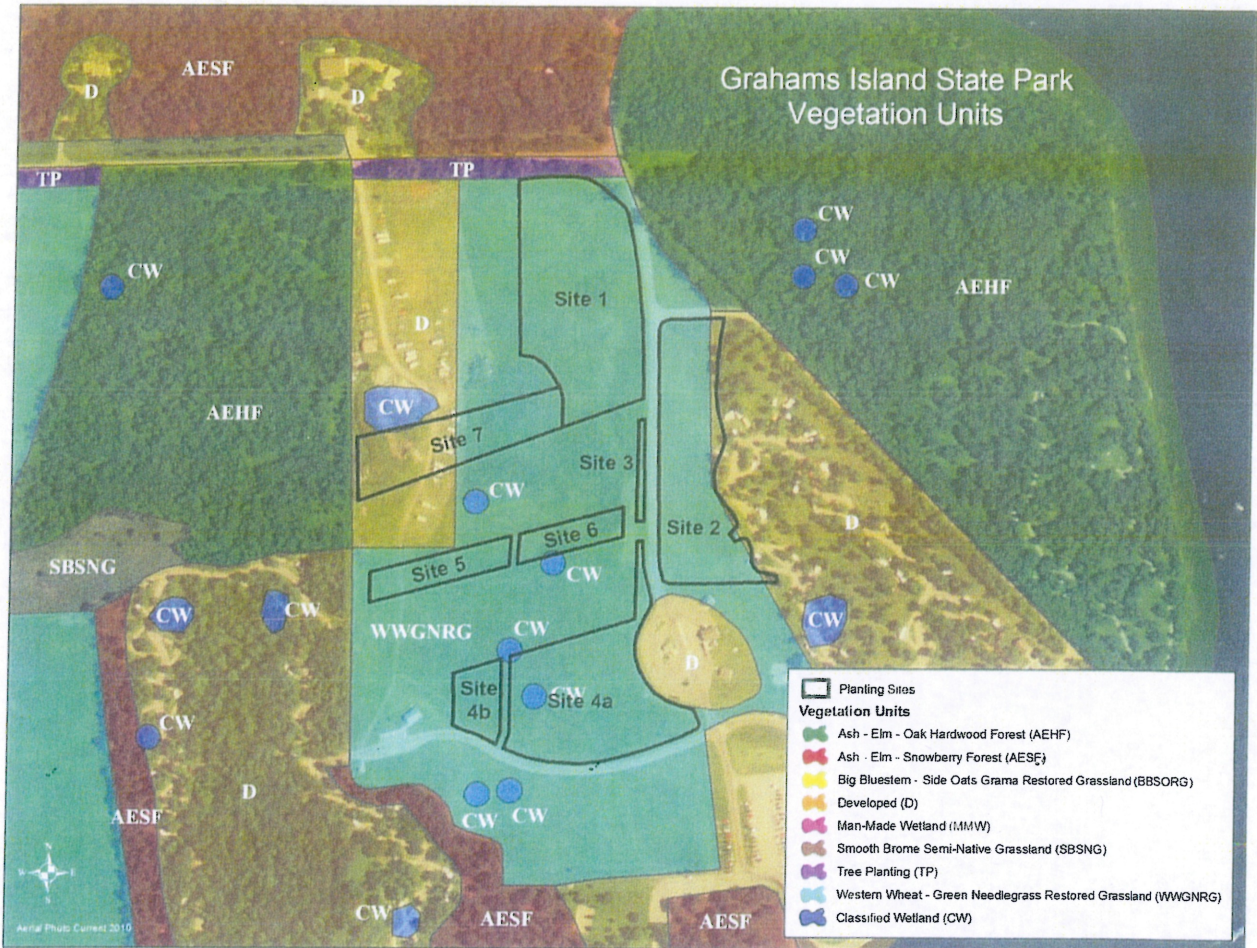 Grahams Island State Park
Vegetation Units
AESF
D
D
TP
TP
CW
CW
CW
CW
AEHF
Site 1
D
CW
AEHF
Site 7
Site 3
CW
Site 2
D
Site 6
Site 5
CW
SBSNG
CW
CW
CW
WWGNRG
CW
D
Site
4b
CW
Site 4a
CW
D
AESF
CW
CW
CW
AESF
AESF
N
W
E
S
Aerial Photo Current 2010
Planting Sites
Vegetation Units
Ash - Elm - Oak Hardwood Forest (AEHF)
Ash - Elm - Snowberry Forest (AESF)
Big Bluestem - Side Oats Grama Restored Grassland (BBSORG)
Developed (D)
Man-Made Wetland (MMW)
Smooth Brome Semi-Native Grassland (SBSNG)
Tree Planting (TP)
Western Wheat - Green Needlegrass Restored Grassland (WWGNRG)
Classified Wetland (CW)